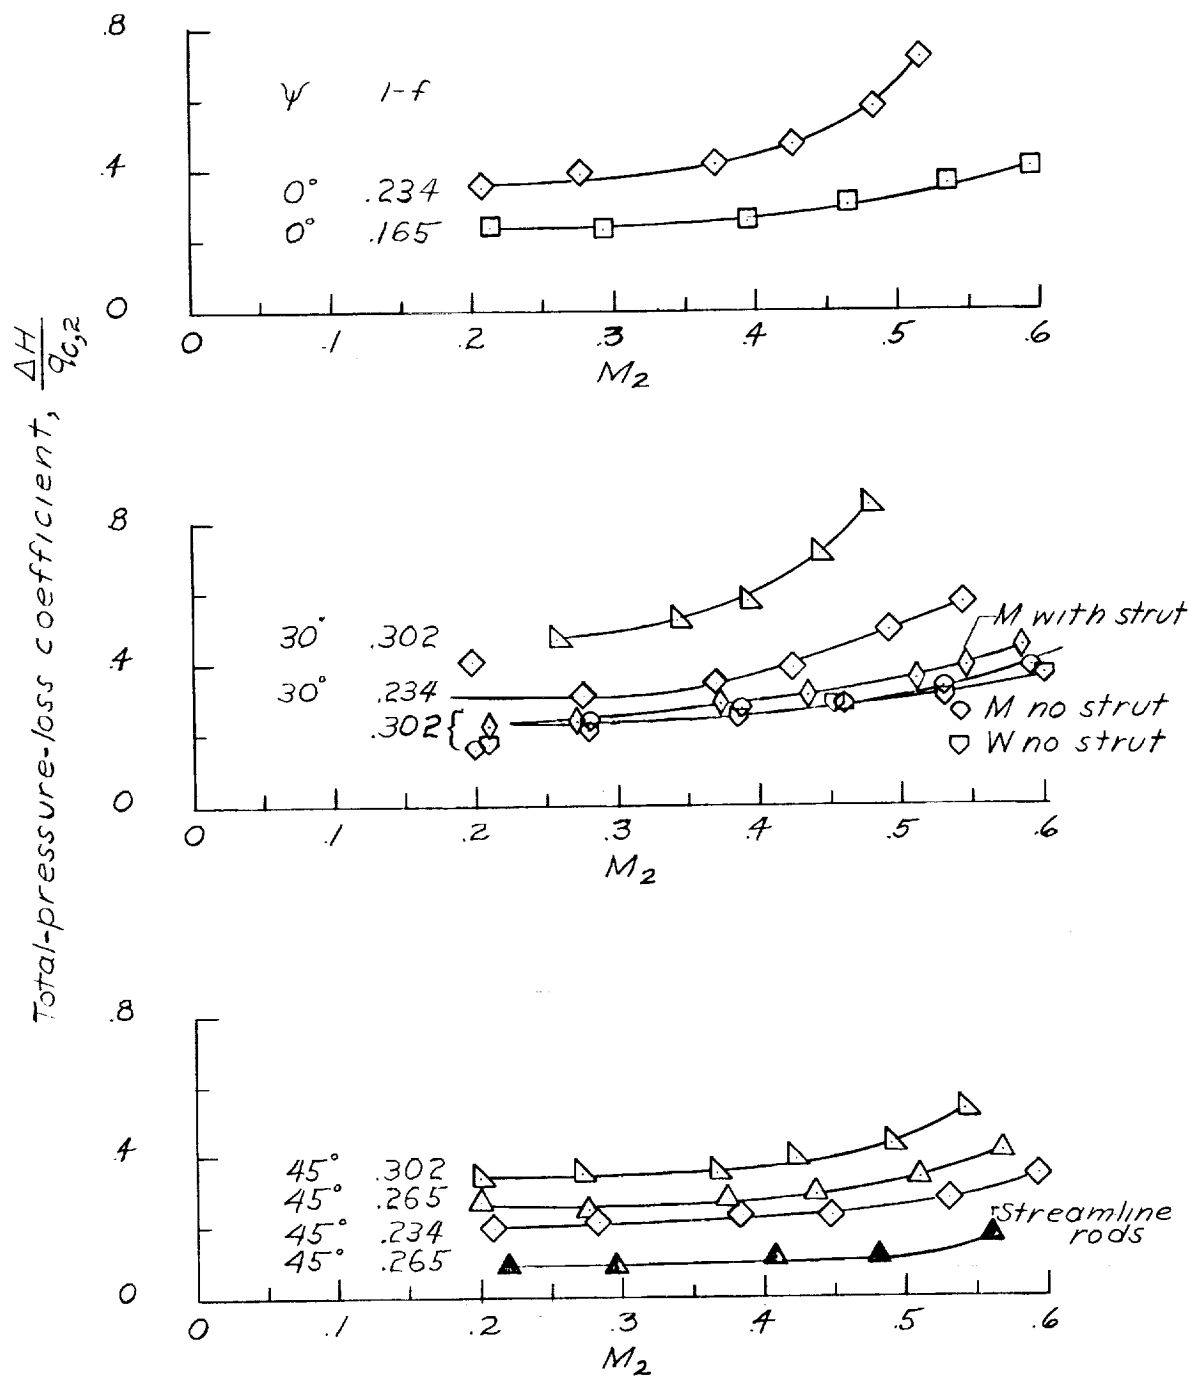 Total-pressure-loss coefficient, ΔH/qc,2
.8
ψ 1-f
.4
0° .234
0° .165
0
0 .1 .2 .3 .4 .5 .6
M2
.8
M with strut
30° .302
.4
30° .234
.302{
M no strut
W no strut
0
0 .1 .2 .3 .4 .5 .6
M2
.8
.4
45° .302
45° .265
45° .234
Streamline
rods
45° .265
0
0 .1 .2 .3 .4 .5 .6
M2